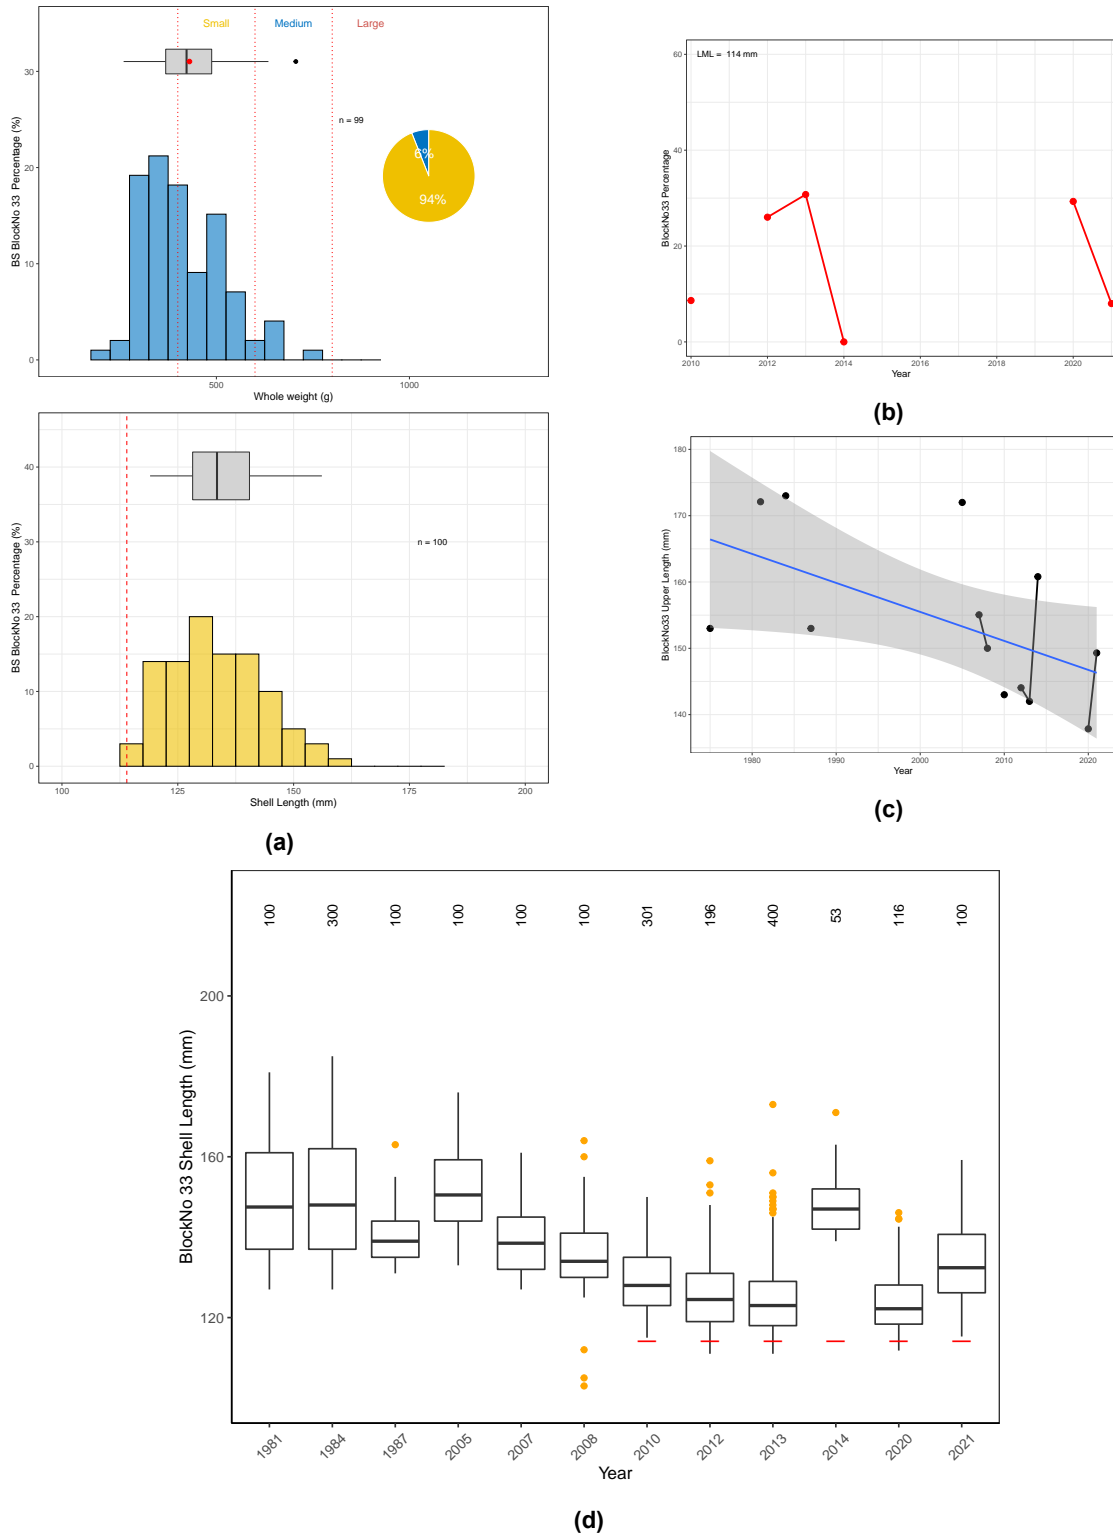 Small Medium Large
30
20
10
0
BS BlockNo 33 Percentage (%)
n = 99
6%
94%
500 1000
Whole weight (g)
40
30
20
10
0
BS BlockNo 33 Percentage (%)
n = 100
100 125 150 175 200
Shell Length (mm)
(a)
LML = 114 mm
60
40
20
0
BlockNo33 Percentage
2010 2012 2014 2016 2018 2020
Year
(b)
180
170
160
150
140
BlockNo33 Upper Length (mm)
1980 1990 2000 2010 2020
Year
(c)
100 300 100 100 100 100 301 196 400 53 116 100
200
160
120
BlockNo 33 Shell Length (mm)
1981 1984 1987 2005 2007 2008 2010 2012 2013 2014 2020 2021
Year
(d)